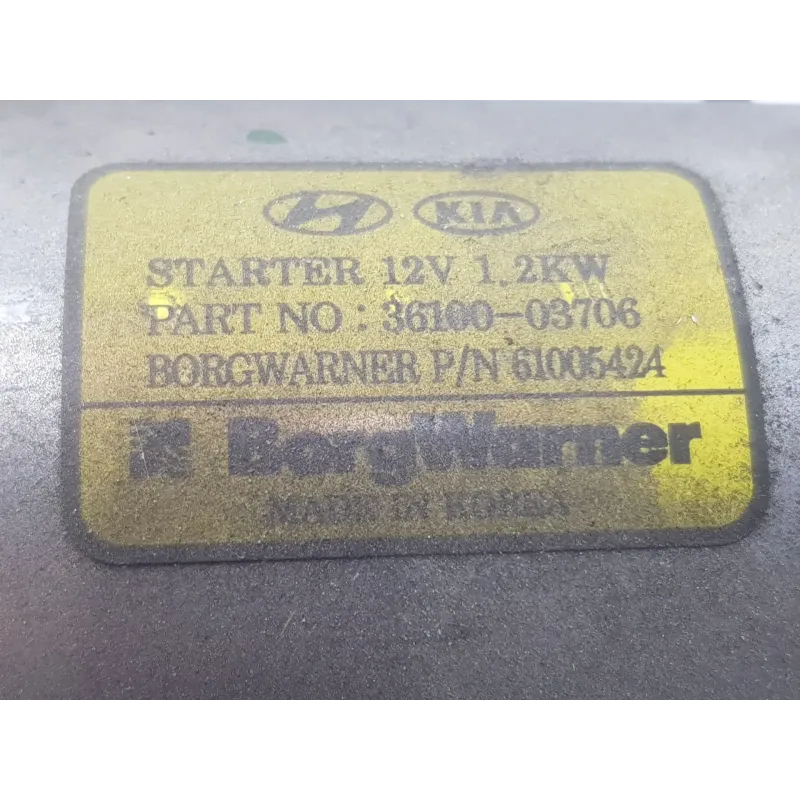 KIA
STARTER 12V 1.2KW
PART NO : 36100-03706
BORGWARNER P/N 61005424
BorgWarner
MADE IN KOREA